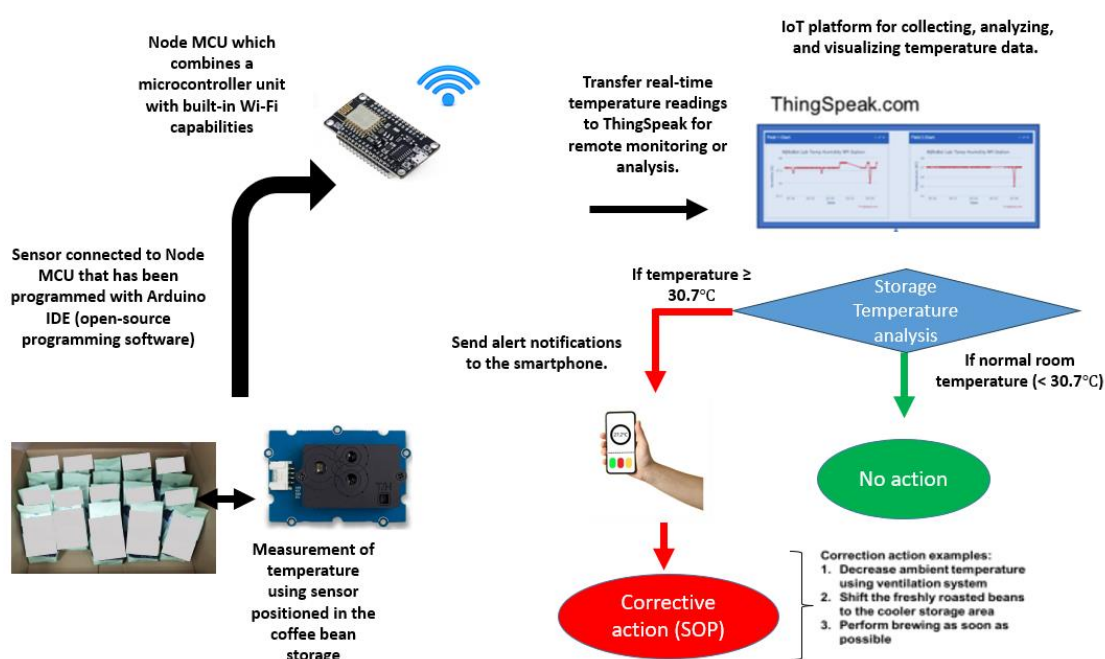 Node MCU which
combines a
microcontroller unit
with built-in Wi-Fi
capabilities
IoT platform for collecting, analyzing,
and visualizing temperature data.
Transfer real-time
temperature readings
to ThingSpeak for
remote monitoring or
analysis.
ThingSpeak.com
Sensor connected to Node
MCU that has been
programmed with Arduino
IDE (open-source
programming software)
If temperature ≥
30.7°C
Storage
Temperature
analysis
Send alert notifications
to the smartphone.
If normal room
temperature (< 30.7°C)
No action
Measurement of
temperature using
sensor
positioned in the
coffee bean
storage
Corrective
action (SOP)
Correction action examples:
1. Decrease ambient temperature
using ventilation system
2. Shift the freshly roasted beans
to the cooler storage area
3. Perform brewing as soon as
possible